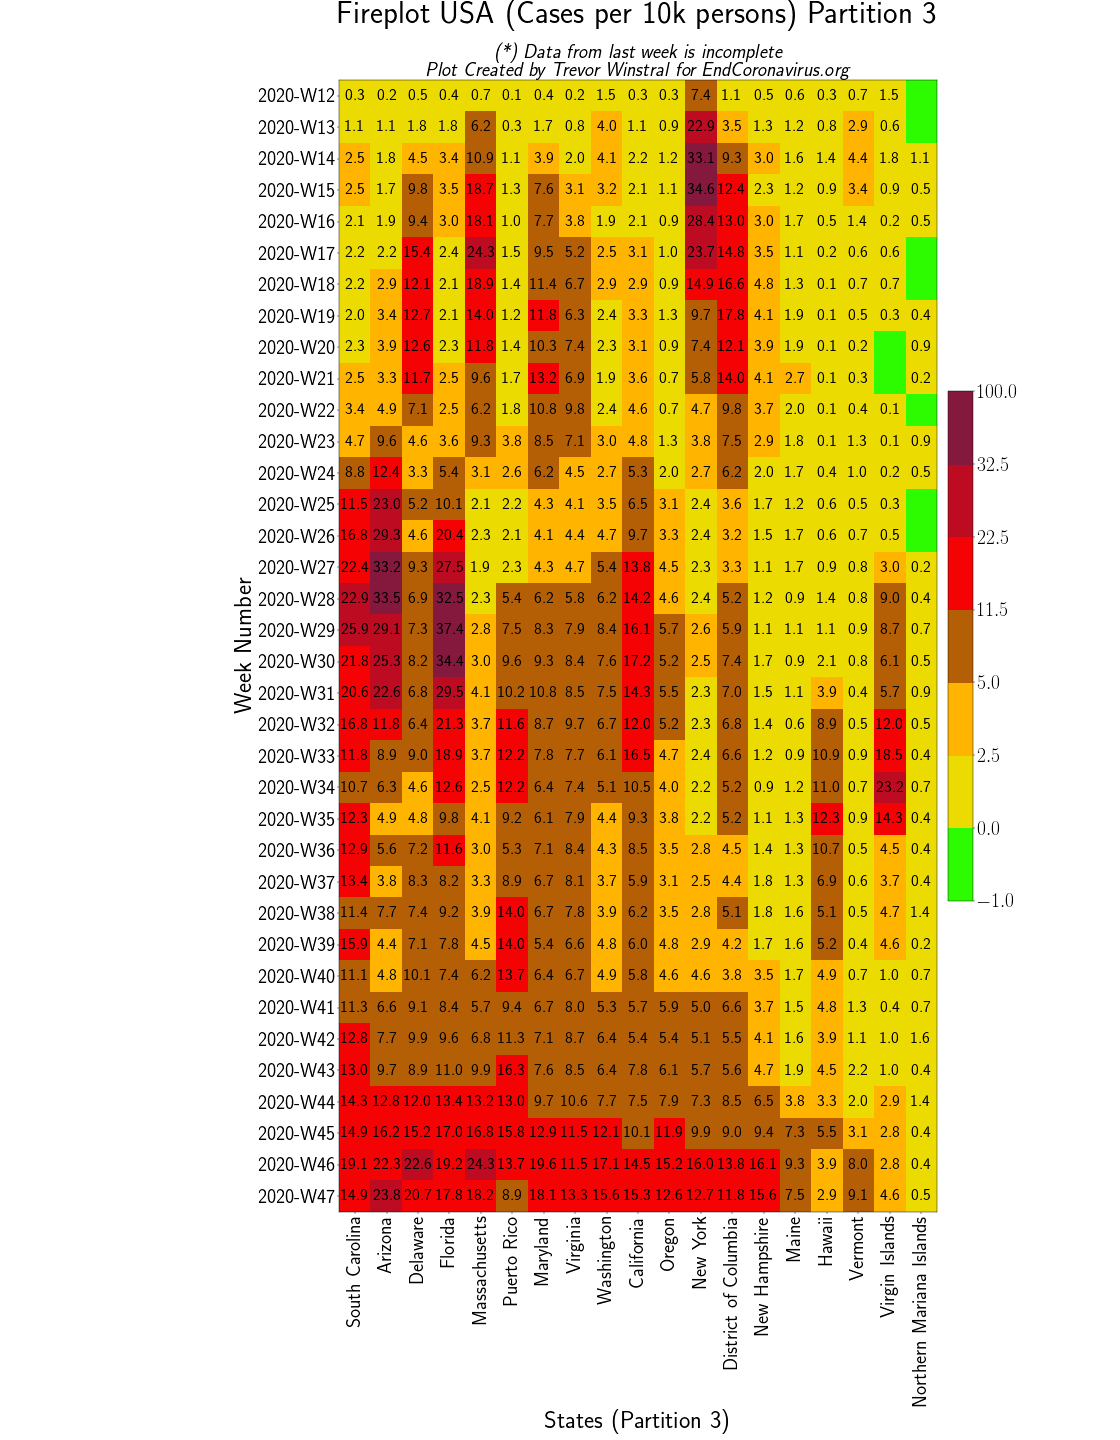 Fireplot USA (Cases per 10k persons) Partition 3
(*) Data from last week is incomplete
Plot Created by Trevor Winstral for EndCoronavirus.org
2020-W12 0.3 0.2 0.5 0.4 0.7 0.1 0.4 0.2 1.5 0.3 0.3 7.4 1.1 0.5 0.6 0.3 0.7 1.5
2020-W13 1.1 1.1 1.8 1.8 6.2 0.3 1.7 0.8 4.0 1.1 0.9 22.9 3.5 1.3 1.2 0.8 2.9 0.6
2020-W14 2.5 1.8 4.5 3.4 10.9 1.1 3.9 2.0 4.1 2.2 1.2 33.1 9.3 3.0 1.6 1.4 4.4 1.8 1.1
2020-W15 2.5 1.7 9.8 3.5 18.7 1.3 7.6 3.1 3.2 2.1 1.1 34.6 12.4 2.3 1.2 0.9 3.4 0.9 0.5
2020-W16 2.1 1.9 9.4 3.0 18.1 1.0 7.7 3.8 1.9 2.1 0.9 28.4 13.0 3.0 1.7 0.5 1.4 0.2 0.5
2020-W17 2.2 2.2 15.4 2.4 24.3 1.5 9.5 5.2 2.5 3.1 1.0 23.7 14.8 3.5 1.1 0.2 0.6 0.6
2020-W18 2.2 2.9 12.1 2.1 18.9 1.4 11.4 6.7 2.9 2.9 0.9 14.9 16.6 4.8 1.3 0.1 0.7 0.7
2020-W19 2.0 3.4 12.7 2.1 14.0 1.2 11.8 6.3 2.4 3.3 1.3 9.7 17.8 4.1 1.9 0.1 0.5 0.3 0.4
2020-W20 2.3 3.9 12.6 2.3 11.8 1.4 10.3 7.4 2.3 3.1 0.9 7.4 12.1 3.9 1.9 0.1 0.2 0.9
2020-W21 2.5 3.3 11.7 2.5 9.6 1.7 13.2 6.9 1.9 3.6 0.7 5.8 14.0 4.1 2.7 0.1 0.3 0.2
2020-W22 3.4 4.9 7.1 2.5 6.2 1.8 10.8 9.8 2.4 4.6 0.7 4.7 9.8 3.7 2.0 0.1 0.4 0.1
2020-W23 4.7 9.6 4.6 3.6 9.3 3.8 8.5 7.1 3.0 4.8 1.3 3.8 7.5 2.9 1.8 0.1 1.3 0.1 0.9
2020-W24 8.8 12.4 3.3 5.4 3.1 2.6 6.2 4.5 2.7 5.3 2.0 2.7 6.2 2.0 1.7 0.4 1.0 0.2 0.5
2020-W25 11.5 23.0 5.2 10.1 2.1 2.2 4.3 4.1 3.5 6.5 3.1 2.4 3.6 1.7 1.2 0.6 0.5 0.3
2020-W26 16.8 29.3 4.6 20.4 2.3 2.1 4.1 4.4 4.7 9.7 3.3 2.4 3.2 1.5 1.7 0.6 0.7 0.5
2020-W27 22.4 33.2 9.3 27.5 1.9 2.3 4.3 4.7 5.4 13.8 4.5 2.3 3.3 1.1 1.7 0.9 0.8 3.0 0.2
2020-W28 22.9 33.5 6.9 32.5 2.3 5.4 6.2 5.8 6.2 14.2 4.6 2.4 5.2 1.2 0.9 1.4 0.8 9.0 0.4
2020-W29 25.9 29.1 7.3 37.4 2.8 7.5 8.3 7.9 8.4 16.1 5.7 2.6 5.9 1.1 1.1 1.1 0.9 8.7 0.7
2020-W30 21.8 25.3 8.2 34.4 3.0 9.6 9.3 8.4 7.6 17.2 5.2 2.5 7.4 1.7 0.9 2.1 0.8 6.1 0.5
2020-W31 20.6 22.6 6.8 29.5 4.1 10.2 10.8 8.5 7.5 14.3 5.5 2.3 7.0 1.5 1.1 3.9 0.4 5.7 0.9
2020-W32 16.8 11.8 6.4 21.3 3.7 11.6 8.7 9.7 6.7 12.0 5.2 2.3 6.8 1.4 0.6 8.9 0.5 12.0 0.5
2020-W33 11.8 8.9 9.0 18.9 3.7 12.2 7.8 7.7 6.1 16.5 4.7 2.4 6.6 1.2 0.9 10.9 0.9 18.5 0.4
2020-W34 10.7 6.3 4.6 12.6 2.5 12.2 6.4 7.4 5.1 10.5 4.0 2.2 5.2 0.9 1.2 11.0 0.7 23.2 0.7
2020-W35 12.3 4.9 4.8 9.8 4.1 9.2 6.1 7.9 4.4 9.3 3.8 2.2 5.2 1.1 1.3 12.3 0.9 14.3 0.4
2020-W36 12.9 5.6 7.2 11.6 3.0 5.3 7.1 8.4 4.3 8.5 3.5 2.8 4.5 1.4 1.3 10.7 0.5 4.5 0.4
2020-W37 13.4 3.8 8.3 8.2 3.3 8.9 6.7 8.1 3.7 5.9 3.1 2.5 4.4 1.8 1.3 6.9 0.6 3.7 0.4
2020-W38 11.4 7.7 7.4 9.2 3.9 14.0 6.7 7.8 3.9 6.2 3.5 2.8 5.1 1.8 1.6 5.1 0.5 4.7 1.4
2020-W39 15.9 4.4 7.1 7.8 4.5 14.0 5.4 6.6 4.8 6.0 4.8 2.9 4.2 1.7 1.6 5.2 0.4 4.6 0.2
2020-W40 11.1 4.8 10.1 7.4 6.2 13.7 6.4 6.7 4.9 5.8 4.6 4.6 3.8 3.5 1.7 4.9 0.7 1.0 0.7
2020-W41 11.3 6.6 9.1 8.4 5.7 9.4 6.7 8.0 5.3 5.7 5.9 5.0 6.6 3.7 1.5 4.8 1.3 0.4 0.7
2020-W42 12.8 7.7 9.9 9.6 6.8 11.3 7.1 8.7 6.4 5.4 5.4 5.1 5.5 4.1 1.6 3.9 1.1 1.0 1.6
2020-W43 13.0 9.7 8.9 11.0 9.9 16.3 7.6 8.5 6.4 7.8 6.1 5.7 5.6 4.7 1.9 4.5 2.2 1.0 0.4
2020-W44 14.3 12.8 12.0 13.4 13.2 13.0 9.7 10.6 7.7 7.5 7.9 7.3 8.5 6.5 3.8 3.3 2.0 2.9 1.4
2020-W45 14.9 16.2 15.2 17.0 16.8 15.8 12.9 11.5 12.1 10.1 11.9 9.9 9.0 9.4 7.3 5.5 3.1 2.8 0.4
2020-W46 19.1 22.3 22.6 19.2 24.3 13.7 19.6 11.5 17.1 14.5 15.2 16.0 13.8 16.1 9.3 3.9 8.0 2.8 0.4
2020-W47 14.9 23.8 20.7 17.8 18.2 8.9 18.1 13.3 15.6 15.3 12.6 12.7 11.8 15.6 7.5 2.9 9.1 4.6 0.5
Week Number
South Carolina
Arizona
Delaware
Florida
Massachusetts
Puerto Rico
Maryland
Virginia
Washington
California
Oregon
New York
District of Columbia
New Hampshire
Maine
Hawaii
Vermont
Virgin Islands
Northern Mariana Islands
States (Partition 3)
100.0
32.5
22.5
11.5
5.0
2.5
0.0
−1.0